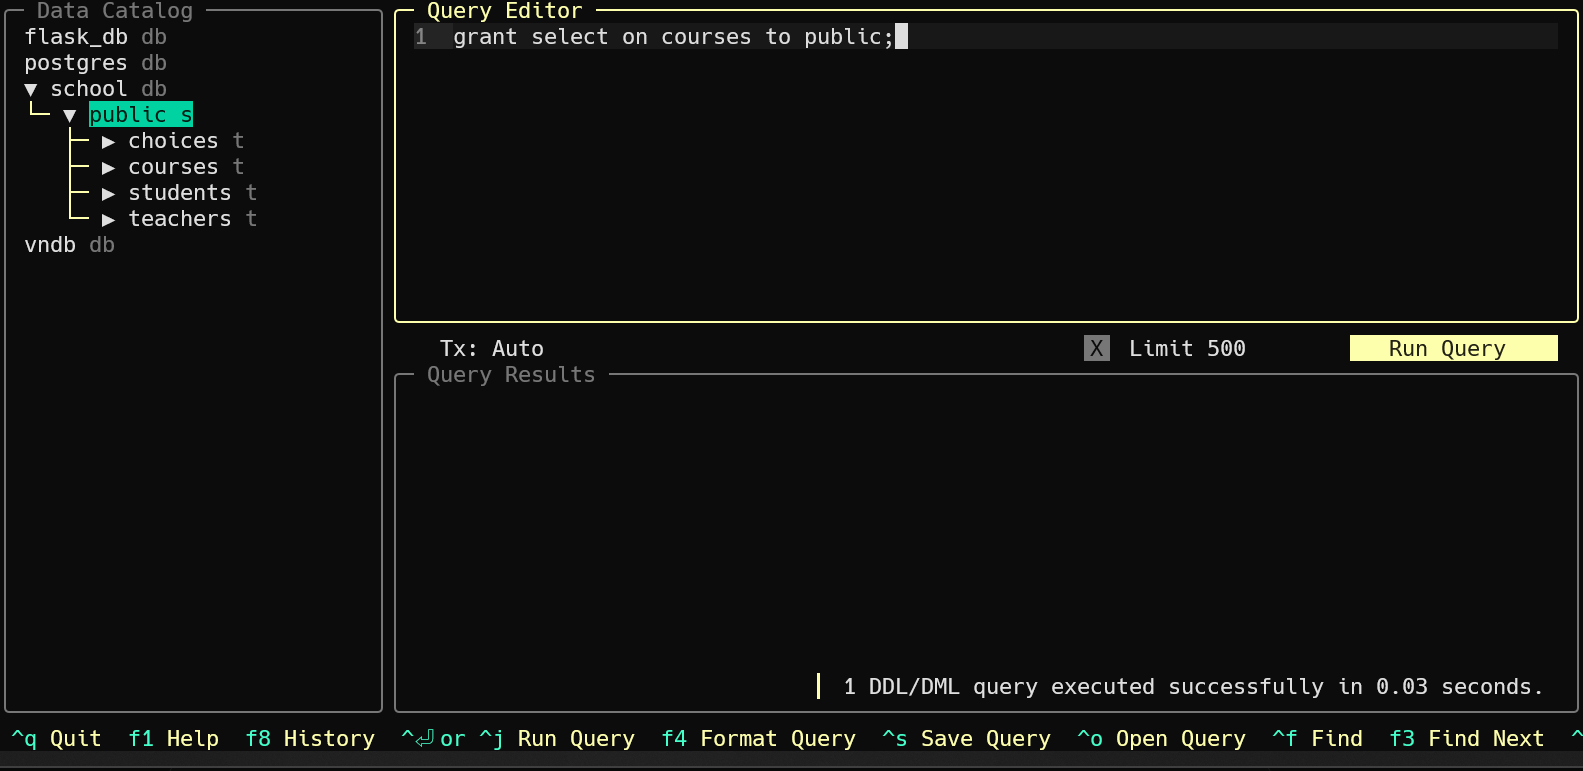 Data Catalog
flask_db db
postgres db
▼ school db
▼ public s
▶ choices t
▶ courses t
▶ students t
▶ teachers t
vndb db
Query Editor
1 grant select on courses to public;
Tx: Auto X Limit 500 Run Query
Query Results
1 DDL/DML query executed successfully in 0.03 seconds.
^q Quit f1 Help f8 History ^⏎ or ^j Run Query f4 Format Query ^s Save Query ^o Open Query ^f Find f3 Find Next ^